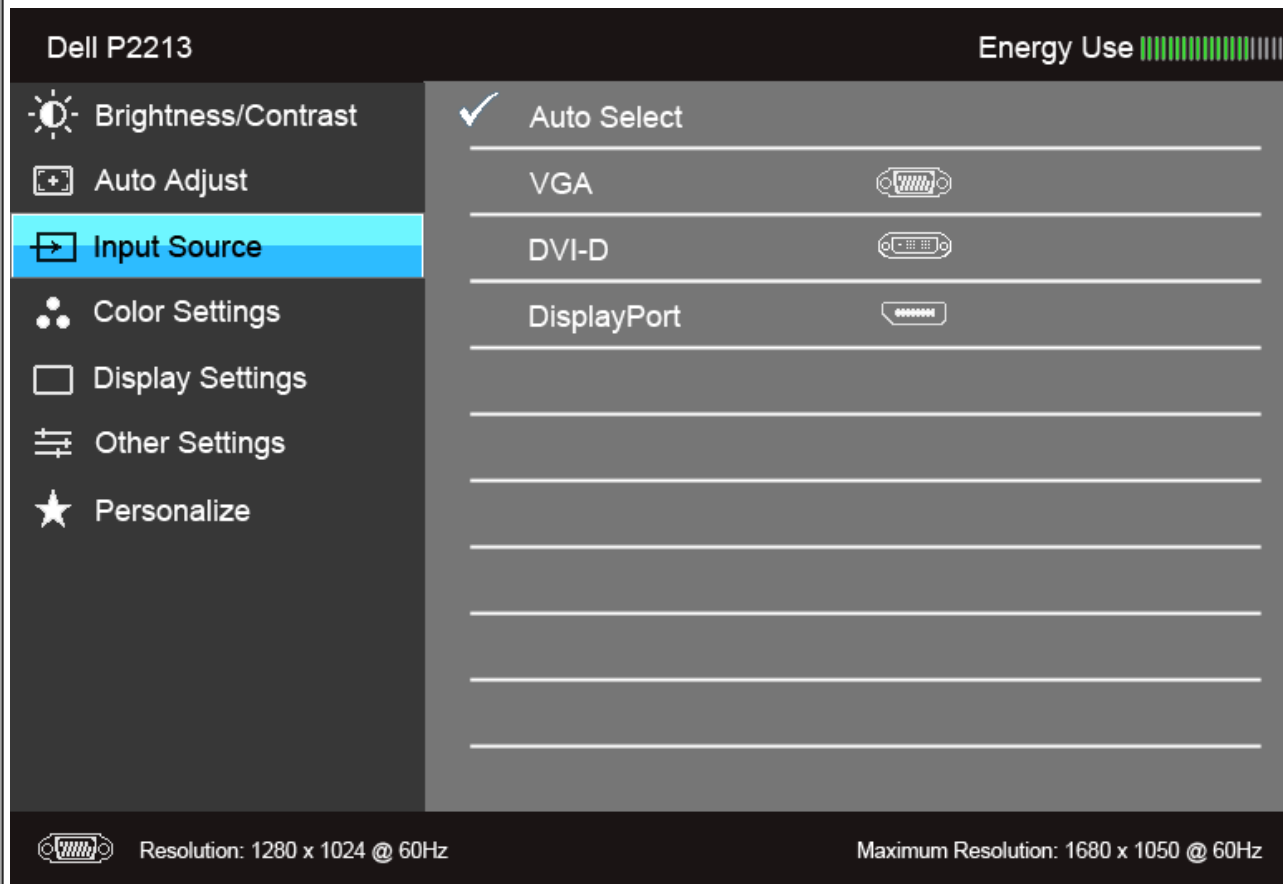 Dell P2213
Energy Use
Brightness/Contrast
Auto Adjust
Input Source
Color Settings
Display Settings
Other Settings
Personalize
Auto Select
VGA
DVI-D
DisplayPort
Resolution: 1280 x 1024 @ 60Hz
Maximum Resolution: 1680 x 1050 @ 60Hz